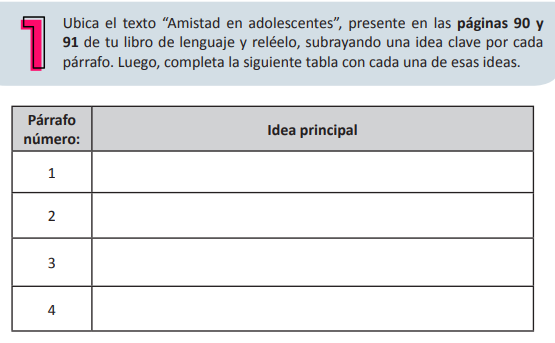 1
Ubica el texto “Amistad en adolescentes”, presente en las páginas 90 y
91 de tu libro de lenguaje y reléelo, subrayando una idea clave por cada
párrafo. Luego, completa la siguiente tabla con cada una de esas ideas.
Párrafo
número:
Idea principal
1
2
3
4